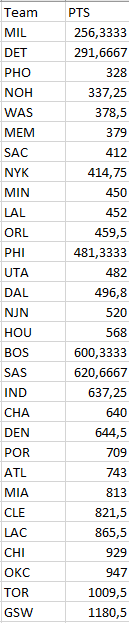 Team PTS
MIL 256,3333
DET 291,6667
PHO 328
NOH 337,25
WAS 378,5
MEM 379
SAC 412
NYK 414,75
MIN 450
LAL 452
ORL 459,5
PHI 481,3333
UTA 482
DAL 496,8
NJN 520
HOU 568
BOS 600,3333
SAS 620,6667
IND 637,25
CHA 640
DEN 644,5
POR 709
ATL 743
MIA 813
CLE 821,5
LAC 865,5
CHI 929
OKC 947
TOR 1009,5
GSW 1180,5